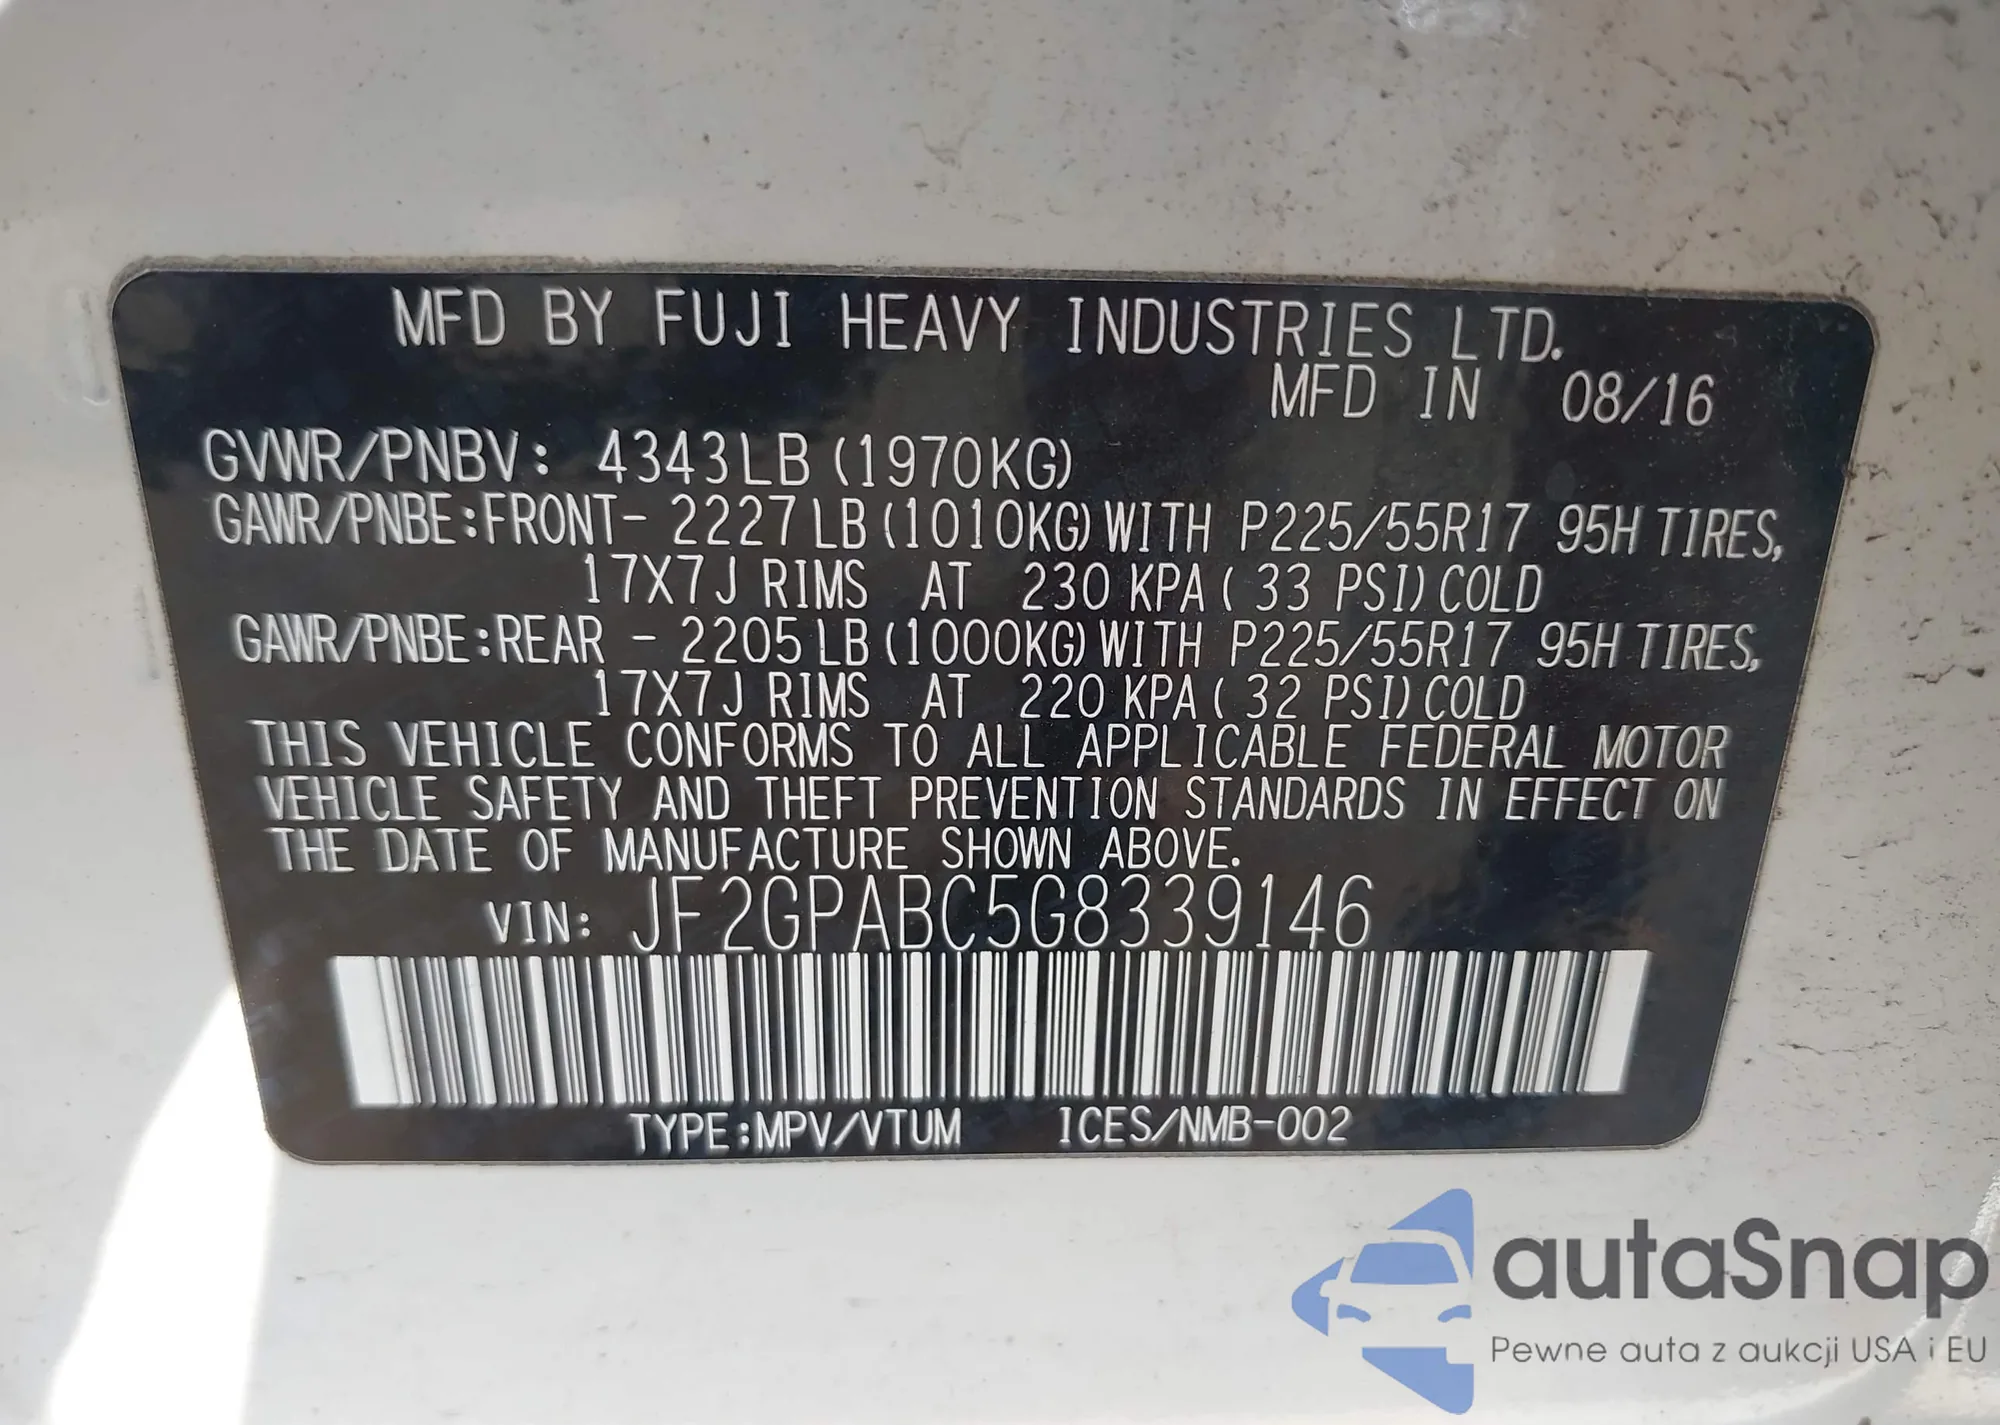 MFD BY FUJI HEAVY INDUSTRIES LTD.
MFD IN 08/16
GVWR/PNBV: 4343LB (1970KG)
GAWR/PNBE:FRONT- 2227LB (1010KG) WITH P225/55R17 95H TIRES,
17X7J RIMS AT 230 KPA ( 33 PSI) COLD
GAWR/PNBE:REAR - 2205LB (1000KG) WITH P225/55R17 95H TIRES,
17X7J RIMS AT 220 KPA ( 32 PSI) COLD
THIS VEHICLE CONFORMS TO ALL APPLICABLE FEDERAL MOTOR
VEHICLE SAFETY AND THEFT PREVENTION STANDARDS IN EFFECT ON
THE DATE OF MANUFACTURE SHOWN ABOVE.
VIN: JF2GPABC5G8339146
TYPE:MPV/VTUM ICES/NMB-002
autaSnap
Pewne auta z aukcji USA i EU